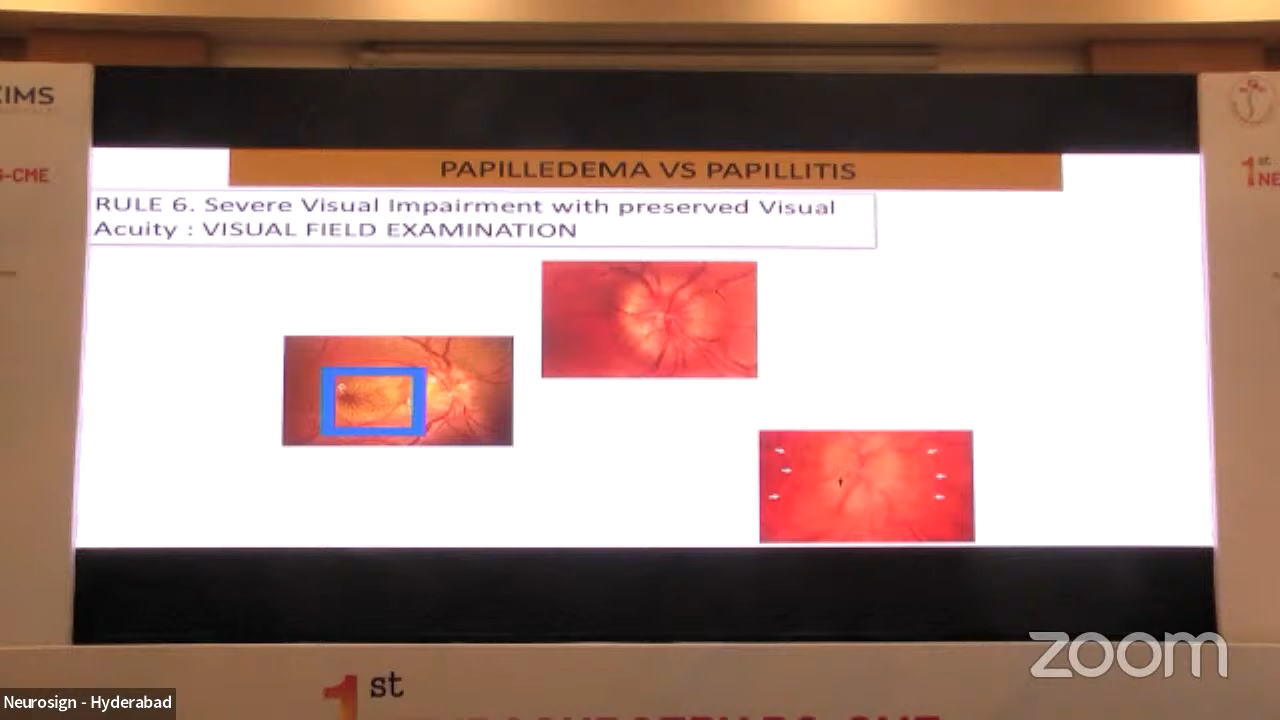 PAPILLEDEMA VS PAPILLITIS
RULE 6. Severe Visual Impairment with preserved Visual
Acuity : VISUAL FIELD EXAMINATION
IMS
-CME
1st
NE
zoom
1st
Neurosign - Hyderabad